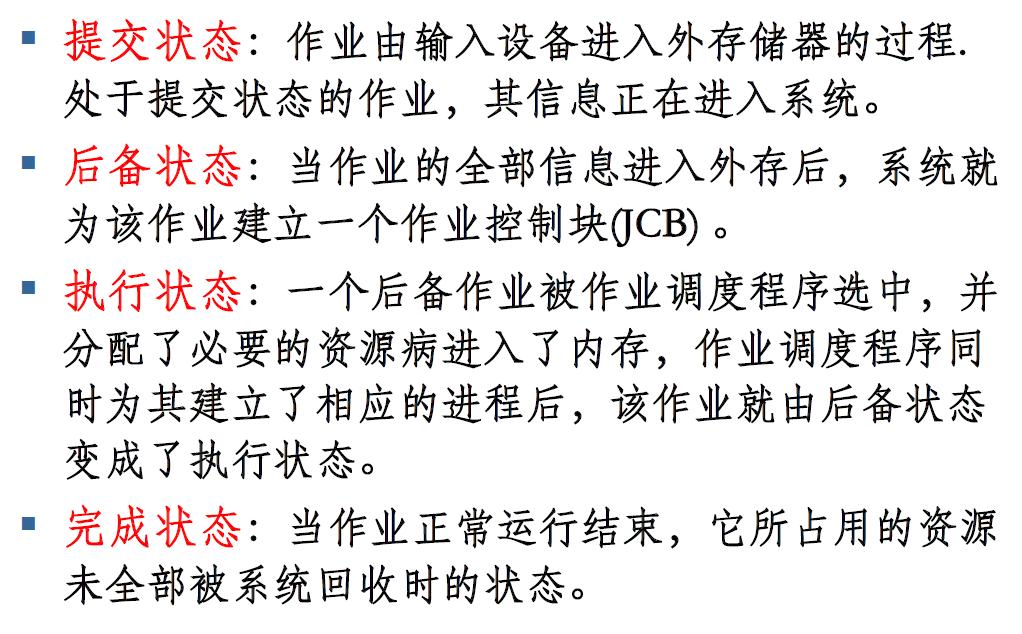 提交状态：作业由输入设备进入外存储器的过程.
处于提交状态的作业，其信息正在进入系统。
后备状态：当作业的全部信息进入外存后，系统就
为该作业建立一个作业控制块(JCB) 。
执行状态：一个后备作业被作业调度程序选中，并
分配了必要的资源病进入了内存，作业调度程序同
时为其建立了相应的进程后，该作业就由后备状态
变成了执行状态。
完成状态：当作业正常运行结束，它所占用的资源
未全部被系统回收时的状态。